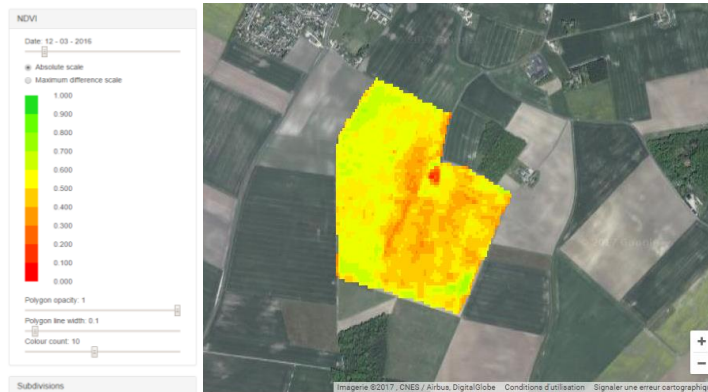 NDVI
Date: 12 - 03 - 2016
Absolute scale
Maximum difference scale
1.000
0.900
0.800
0.700
0.600
0.500
0.400
0.300
0.200
0.100
0.000
Polygon opacity: 1
Polygon line width: 0.1
Colour count: 10
Subdivisions
+
−
Imagerie ©2017 , CNES / Airbus, DigitalGlobe Conditions d'utilisation Signaler une erreur cartographiq